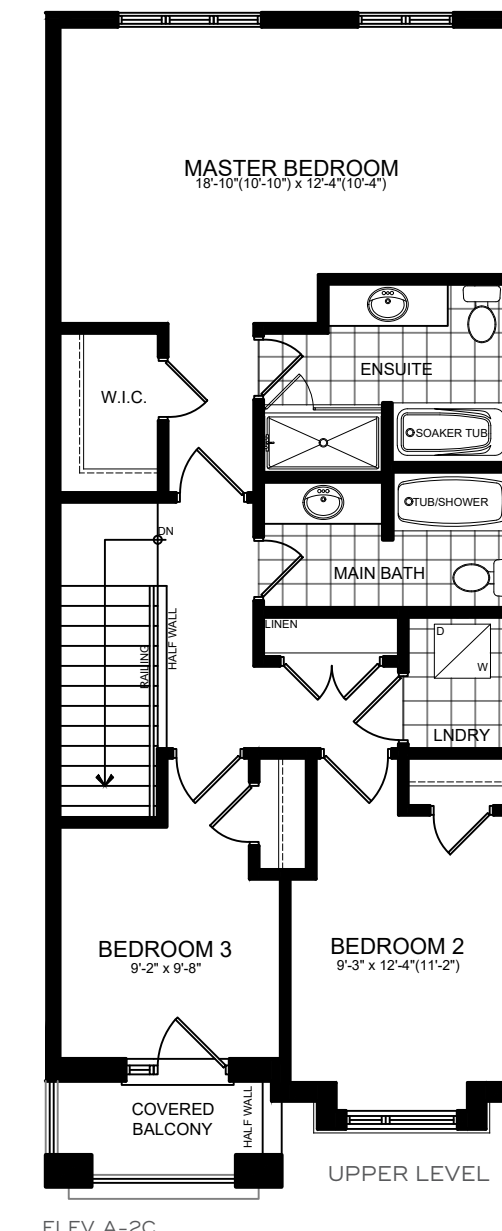 MASTER BEDROOM
18'-10"(10'-10") x 12'-4"(10'-4")
ENSUITE
W.I.C.
SOAKER TUB
TUB/SHOWER
DN
MAIN BATH
LINEN
D
W
HALF WALL
RAILING
LNDRY
BEDROOM 3
9'-2" x 9'-8"
BEDROOM 2
9'-3" x 12'-4"(11'-2")
COVERED
BALCONY
HALF WALL
UPPER LEVEL
ELEV. A-2C